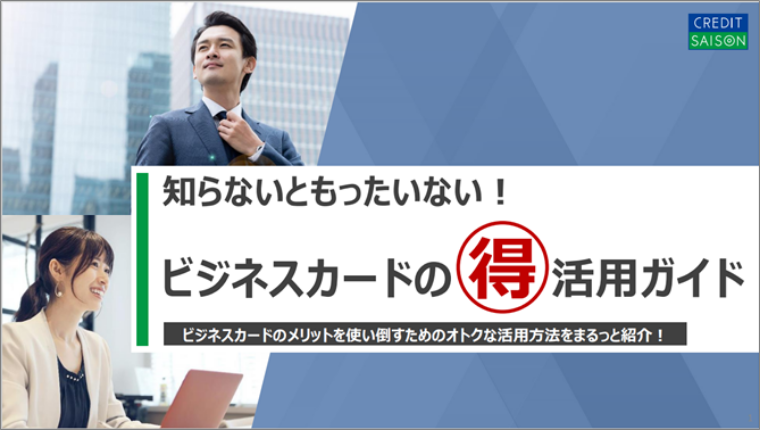 CREDIT
SAISON
知らないともったいない！
ビジネスカードの得活用ガイド
ビジネスカードのメリットを使い倒すためのオトクな活用方法をまるっと紹介！